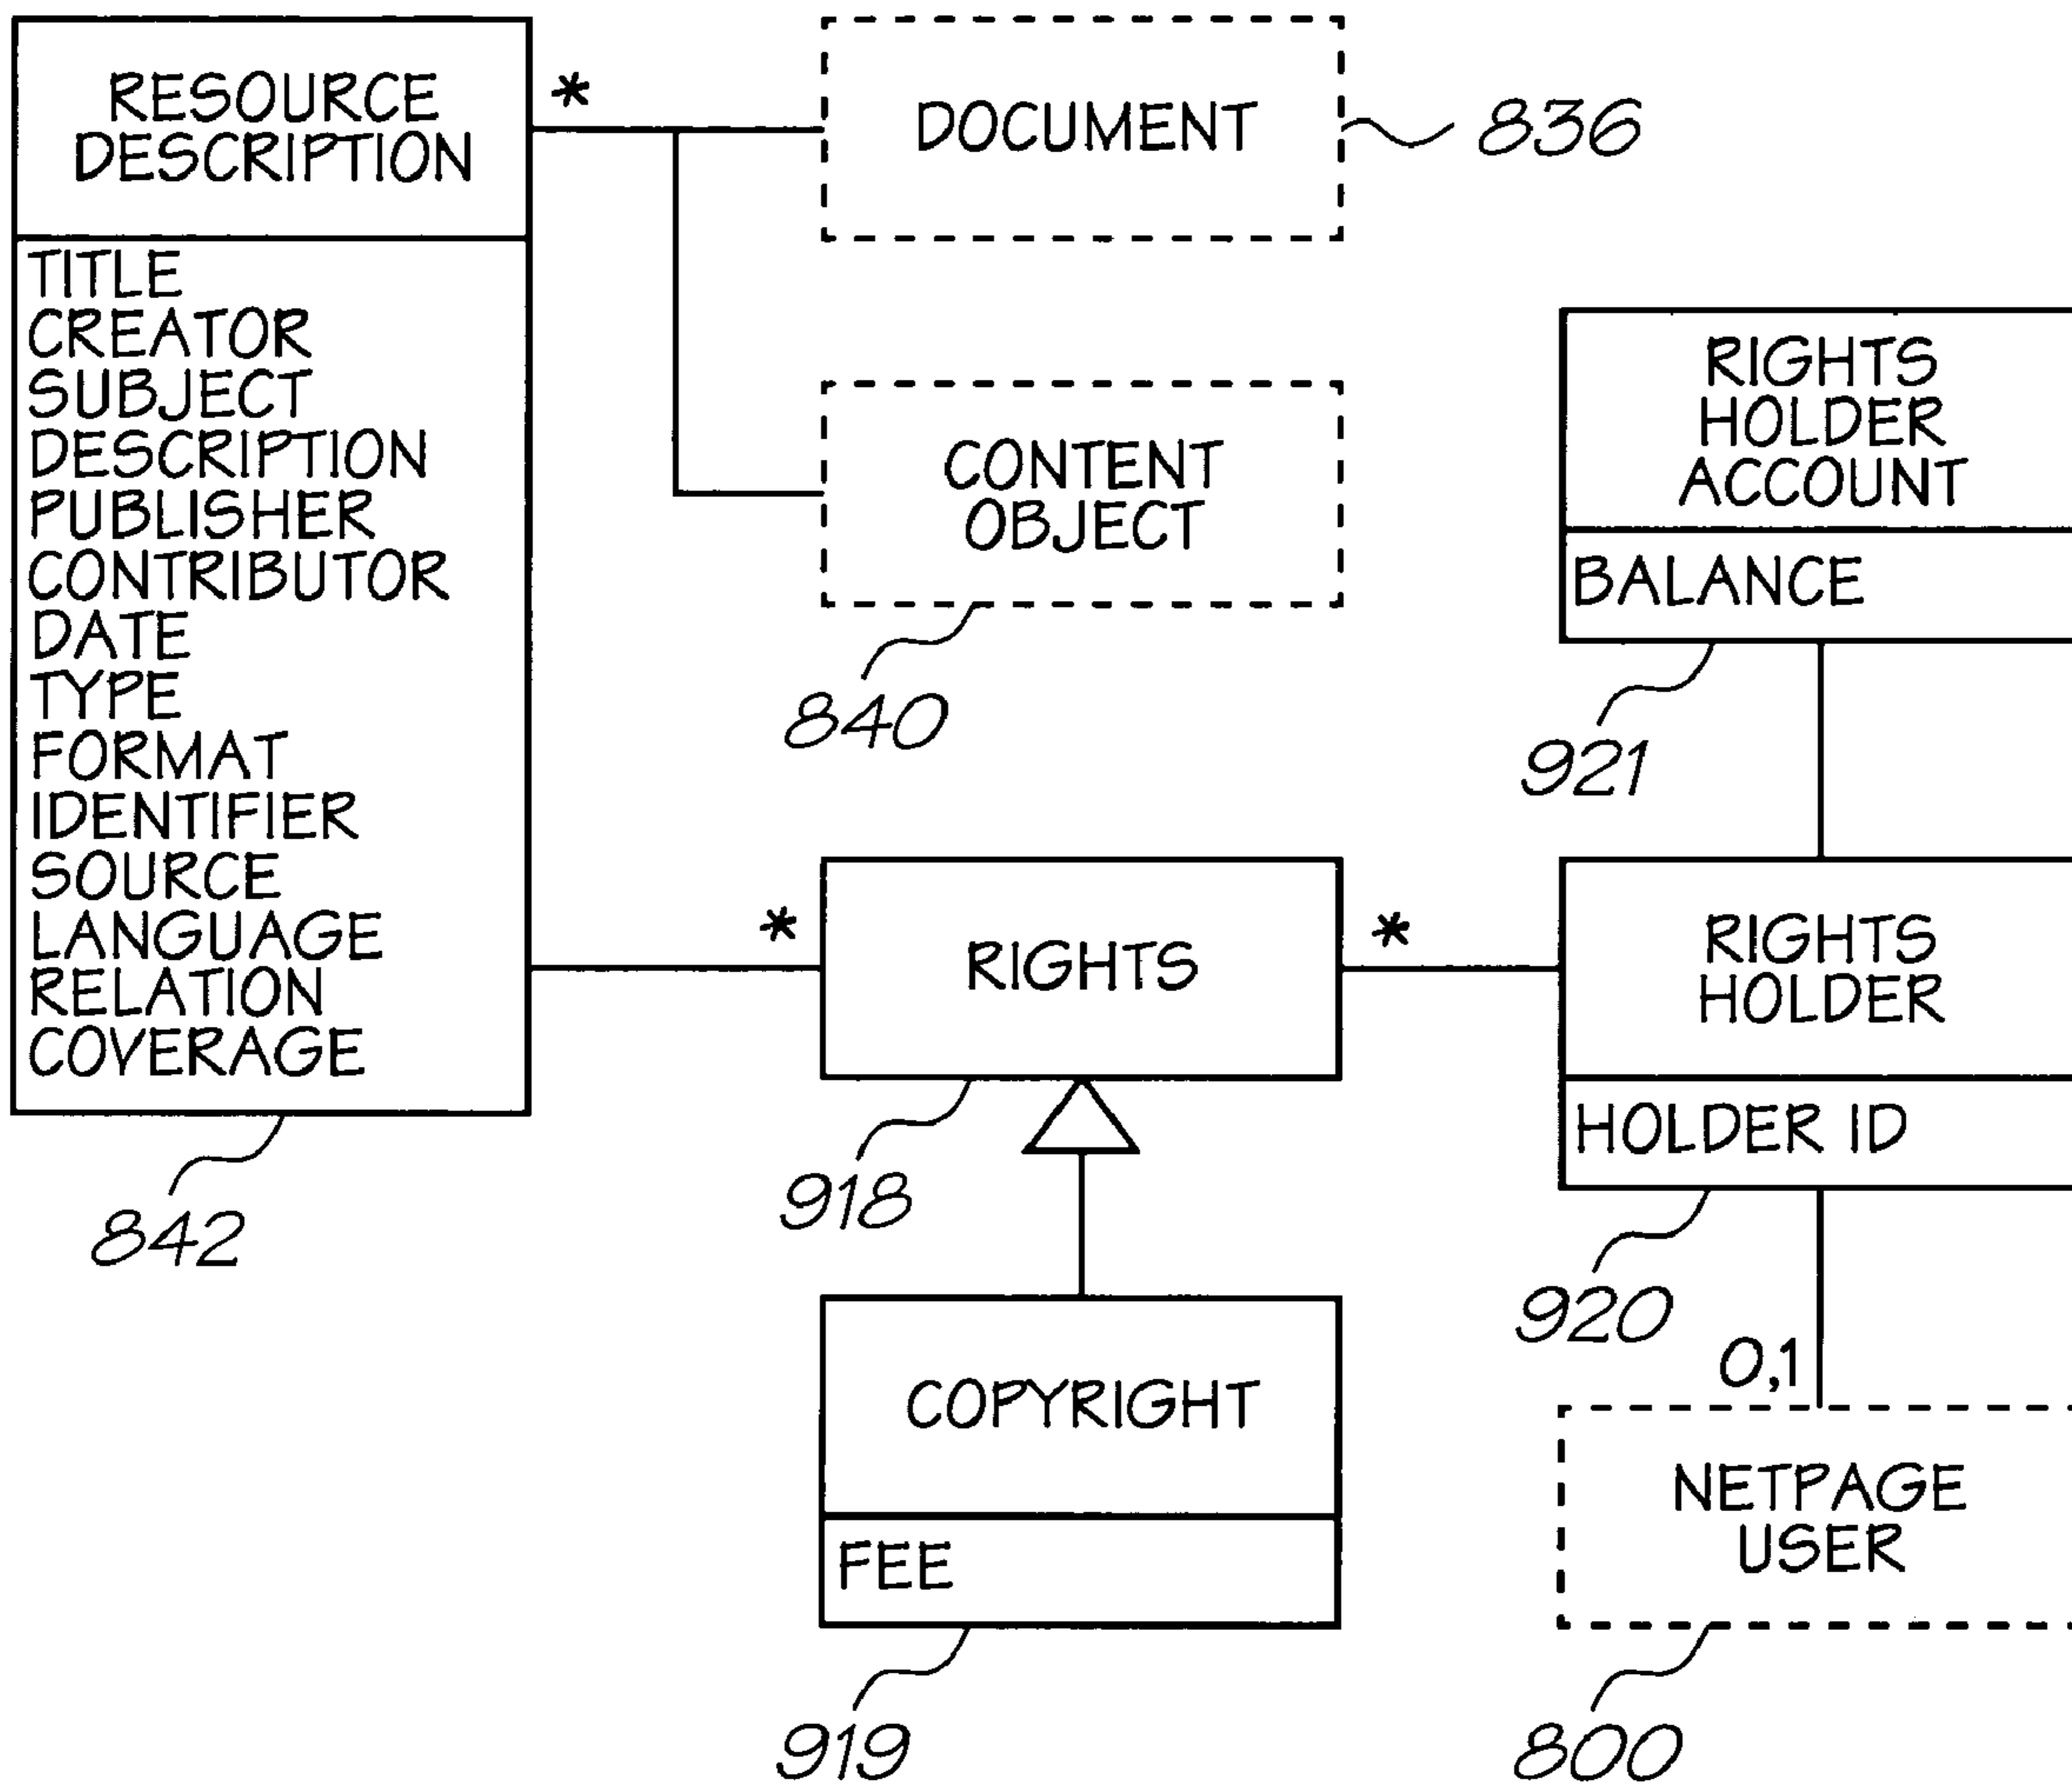 RESOURCE
DESCRIPTION
*
TITLE
CREATOR
SUBJECT
DESCRIPTION
PUBLISHER
CONTRIBUTOR
DATE
TYPE
FORMAT
IDENTIFIER
SOURCE
LANGUAGE
RELATION
COVERAGE
842
DOCUMENT
836
CONTENT
OBJECT
840
RIGHTS
HOLDER
ACCOUNT
BALANCE
921
*
RIGHTS
*
918
RIGHTS
HOLDER
HOLDER ID
920
COPYRIGHT
FEE
919
0,1
NETPAGE
USER
800